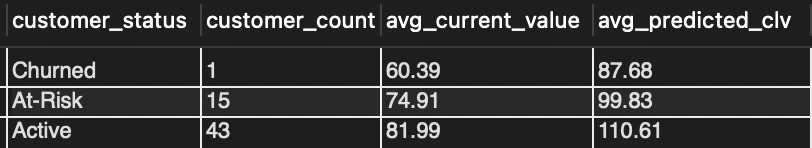 customer_status customer_count avg_current_value avg_predicted_clv
Churned 1 60.39 87.68
At-Risk 15 74.91 99.83
Active 43 81.99 110.61